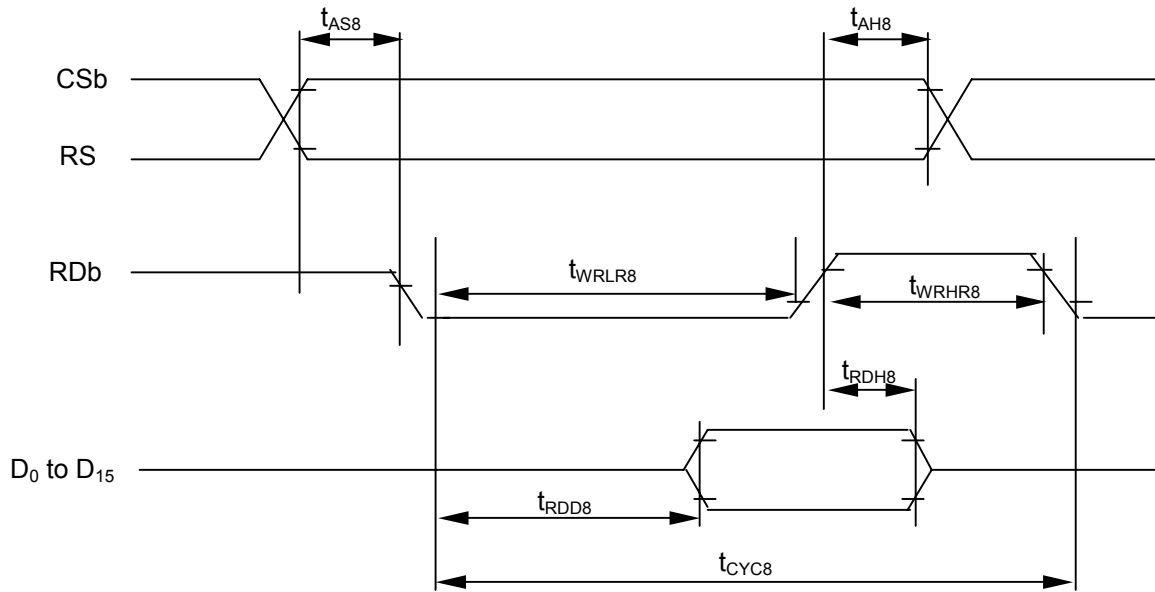 tAS8
tAH8
CSb
RS
RDb
tWRLR8
tWRHR8
tRDH8
D0 to D15
tRDD8
tCYC8